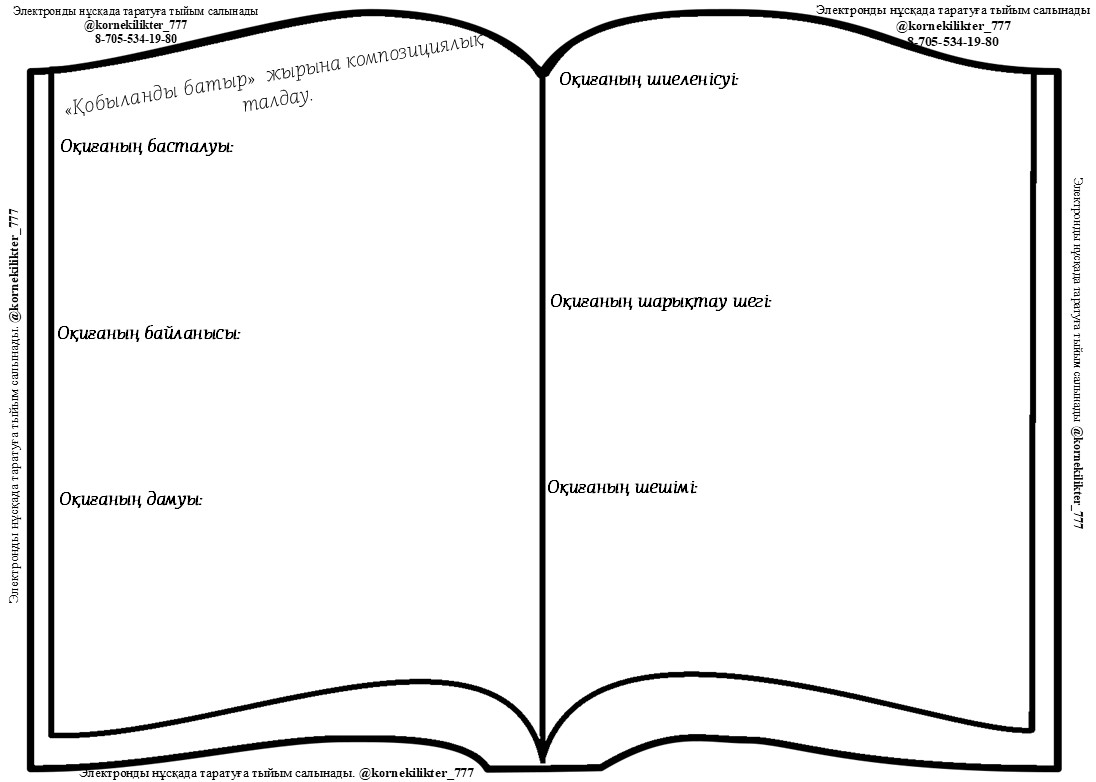 Электронды нұсқада таратуға тыйым салынады
@kornekilikter_777
8-705-534-19-80
Электронды нұсқада таратуға тыйым салынады
@kornekilikter_777
8-705-534-19-80
«Қобыланды батыр» жырына композициялық
талдау.
Оқиғаның басталуы:
Оқиғаның байланысы:
Оқиғаның дамуы:
Оқиғаның шиеленісуі:
Оқиғаның шарықтау шегі:
Оқиғаның шешімі:
Электронды нұсқада таратуға тыйым салынады. @kornekilikter_777
Электронды нұсқада таратуға тыйым салынады @kornekilikter_777
Электронды нұсқада таратуға тыйым салынады. @kornekilikter_777